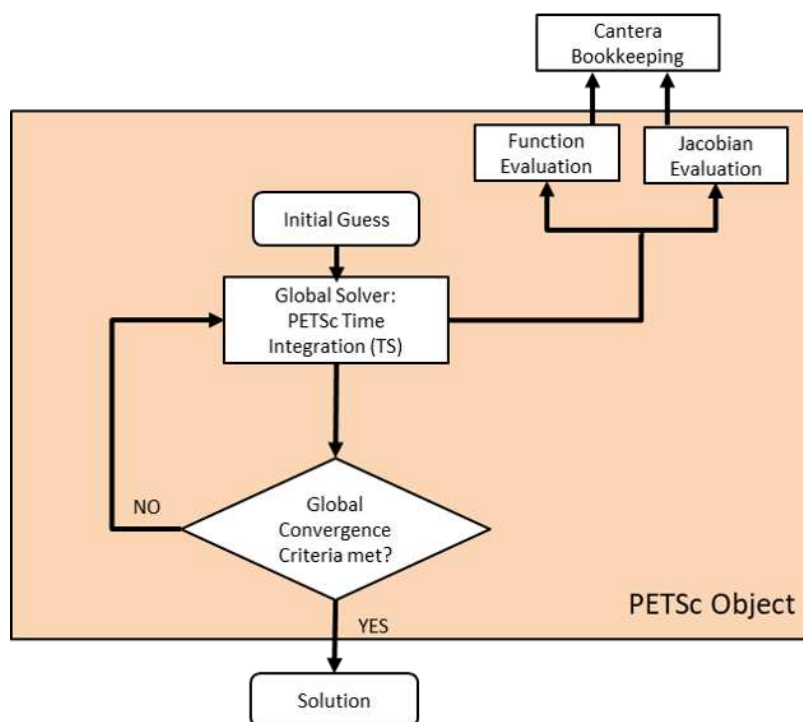 Cantera
Bookkeeping
Function
Evaluation
Jacobian
Evaluation
Initial Guess
Global Solver:
PETSc Time
Integration (TS)
NO
Global
Convergence
Criteria met?
PETSc Object
YES
Solution